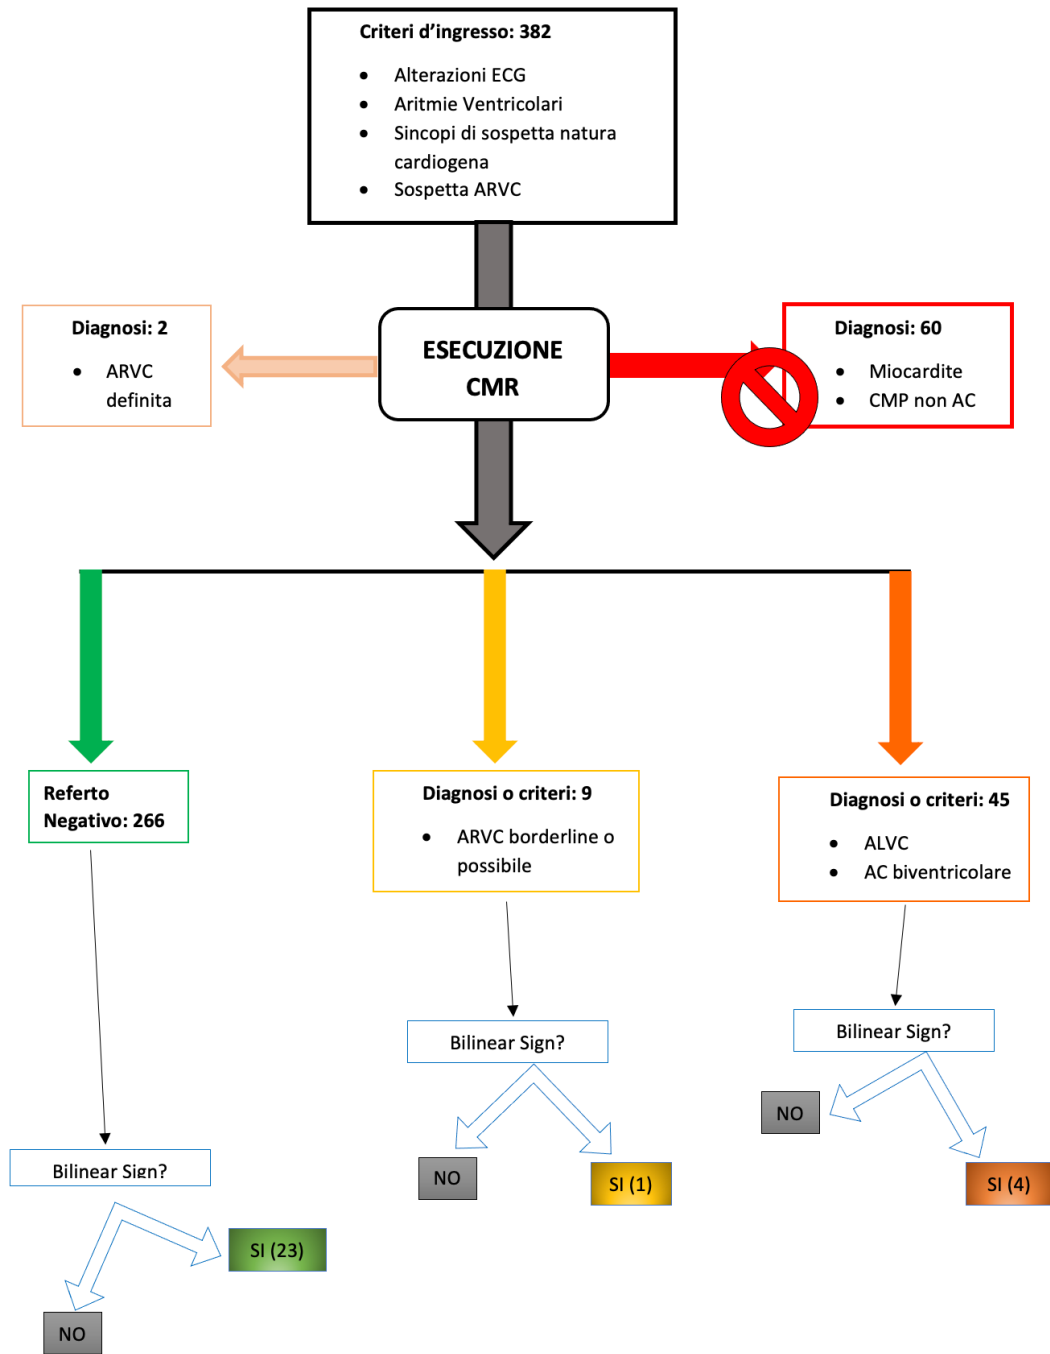 Criteri d’ingresso: 382
• Alterazioni ECG
• Aritmie Ventricolari
• Sincopi di sospetta natura
cardiogena
• Sospetta ARVC
Diagnosi: 2
• ARVC
definita
ESECUZIONE
CMR
Diagnosi: 60
• Miocardite
• CMP non AC
Referto
Negativo: 266
Diagnosi o criteri: 9
• ARVC borderline o
possibile
Diagnosi o criteri: 45
• ALVC
• AC biventricolare
Bilinear Sign?
NO
SI (23)
Bilinear Sign?
NO
SI (1)
Bilinear Sign?
NO
SI (4)